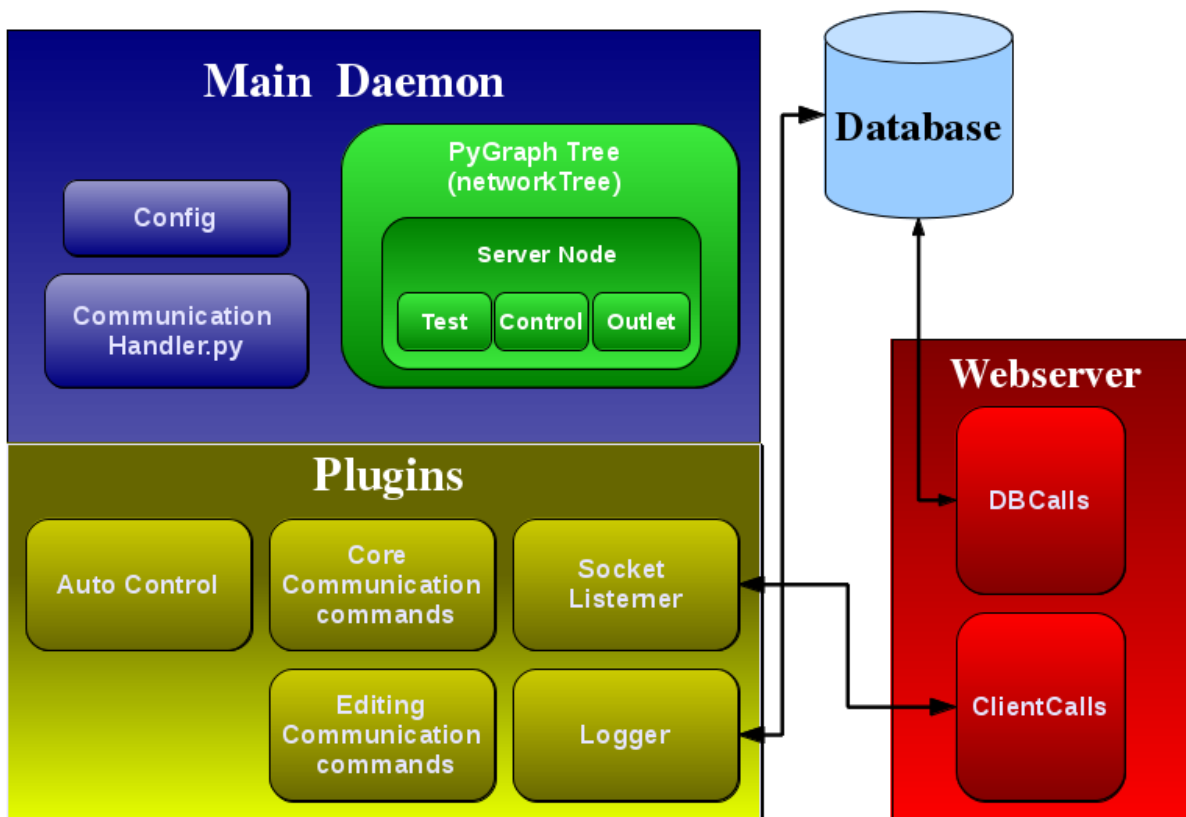 Main Daemon
PyGraph Tree
(networkTree)
Config
Server Node
Communication
Handler.py
Test
Control
Outlet
Database
Webserver
DBCalls
ClientCalls
Plugins
Auto Control
Core
Communication
commands
Socket
Listerner
Editing
Communication
commands
Logger